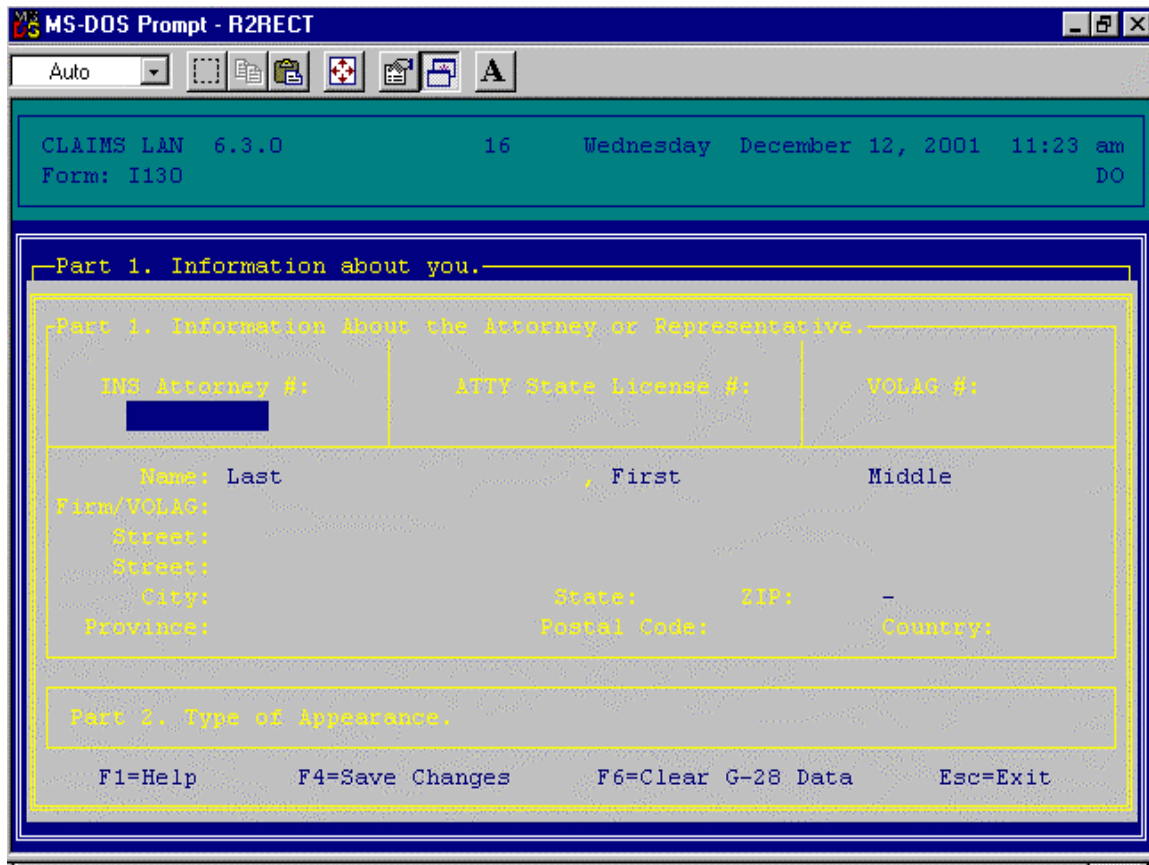 MS-DOS Prompt - R2RECT
Auto
A
CLAIMS LAN 6.3.0 16 Wednesday December 12, 2001 11:23 am
Form: I130 DO
Part 1. Information about you.
Part 1. Information About the Attorney or Representative.
INS Attorney #: ATTY State License #: VOLAG #:
Name: Last , First Middle
Firm/VOLAG:
Street:
Street:
City: State: ZIP: -
Province: Postal Code: Country:
Part 2. Type of Appearance.
F1=Help F4=Save Changes F6=Clear G-28 Data Esc=Exit